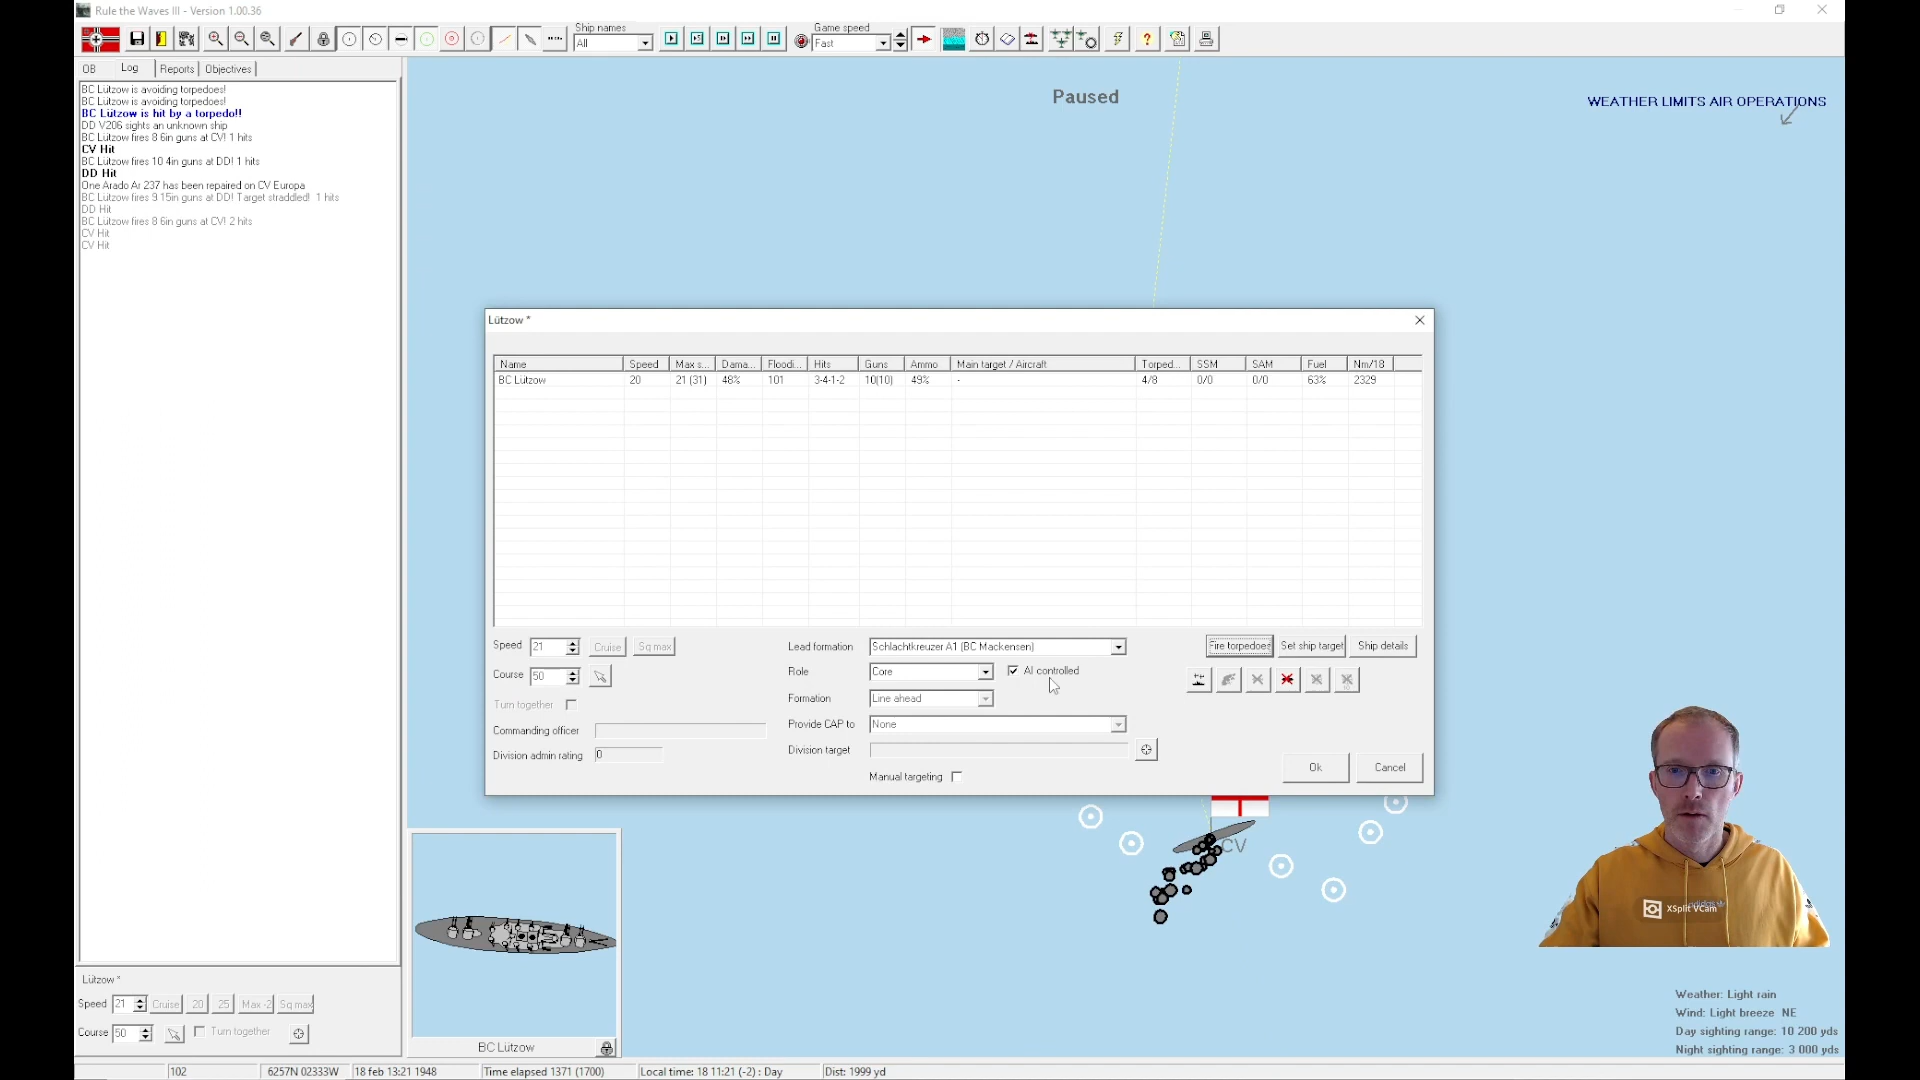 Rule the Waves III - Version 1.00.36
Ship names
All
Game speed
Fast
OB Log Reports Objectives
BC Lützow is avoiding torpedoes!
BC Lützow is avoiding torpedoes!
BC Lützow is hit by a torpedo!!
DD V206 sights an unknown ship
BC Lützow fires 8 6in guns at CV! 1 hits
CV Hit
BC Lützow fires 10 4in guns at DD! 1 hits
DD Hit
One Arado Ar 237 has been repaired on CV Europa
BC Lützow fires 9 15in guns at DD! Target straddled! 1 hits
DD Hit
BC Lützow fires 8 6in guns at CV! 2 hits
CV Hit
CV Hit
Paused
WEATHER LIMITS AIR OPERATIONS
Lützow *
Name Speed Max s... Dama... Floodi... Hits Guns Ammo Main target / Aircraft Torped... SSM SAM Fuel Nm/18
BC Lützow 20 21 (31) 48% 101 3-4-1-2 10(10) 49% - 4/8 0/0 0/0 63% 2329
Speed 21 Cruise Sq max
Course 50
Turn together
Commanding officer
Division admin rating 0
Lead formation Schlachtkreuzer A1 (BC Mackensen)
Role Core AI controlled
Formation Line ahead
Provide CAP to None
Division target
Manual targeting
Fire torpedoes Set ship target Ship details
Ok Cancel
CV
XSplit VCam
BC Lützow
Lützow *
Speed 21 Cruise 20 25 Max -2 Sq max
Course 50 Turn together
Weather: Light rain
Wind: Light breeze NE
Day sighting range: 10 200 yds
Night sighting range: 3 000 yds
102 6257N 02333W 18 feb 13:21 1948 Time elapsed 1371 (1700) Local time: 18 11:21 (-2) : Day Dist: 1999 yd